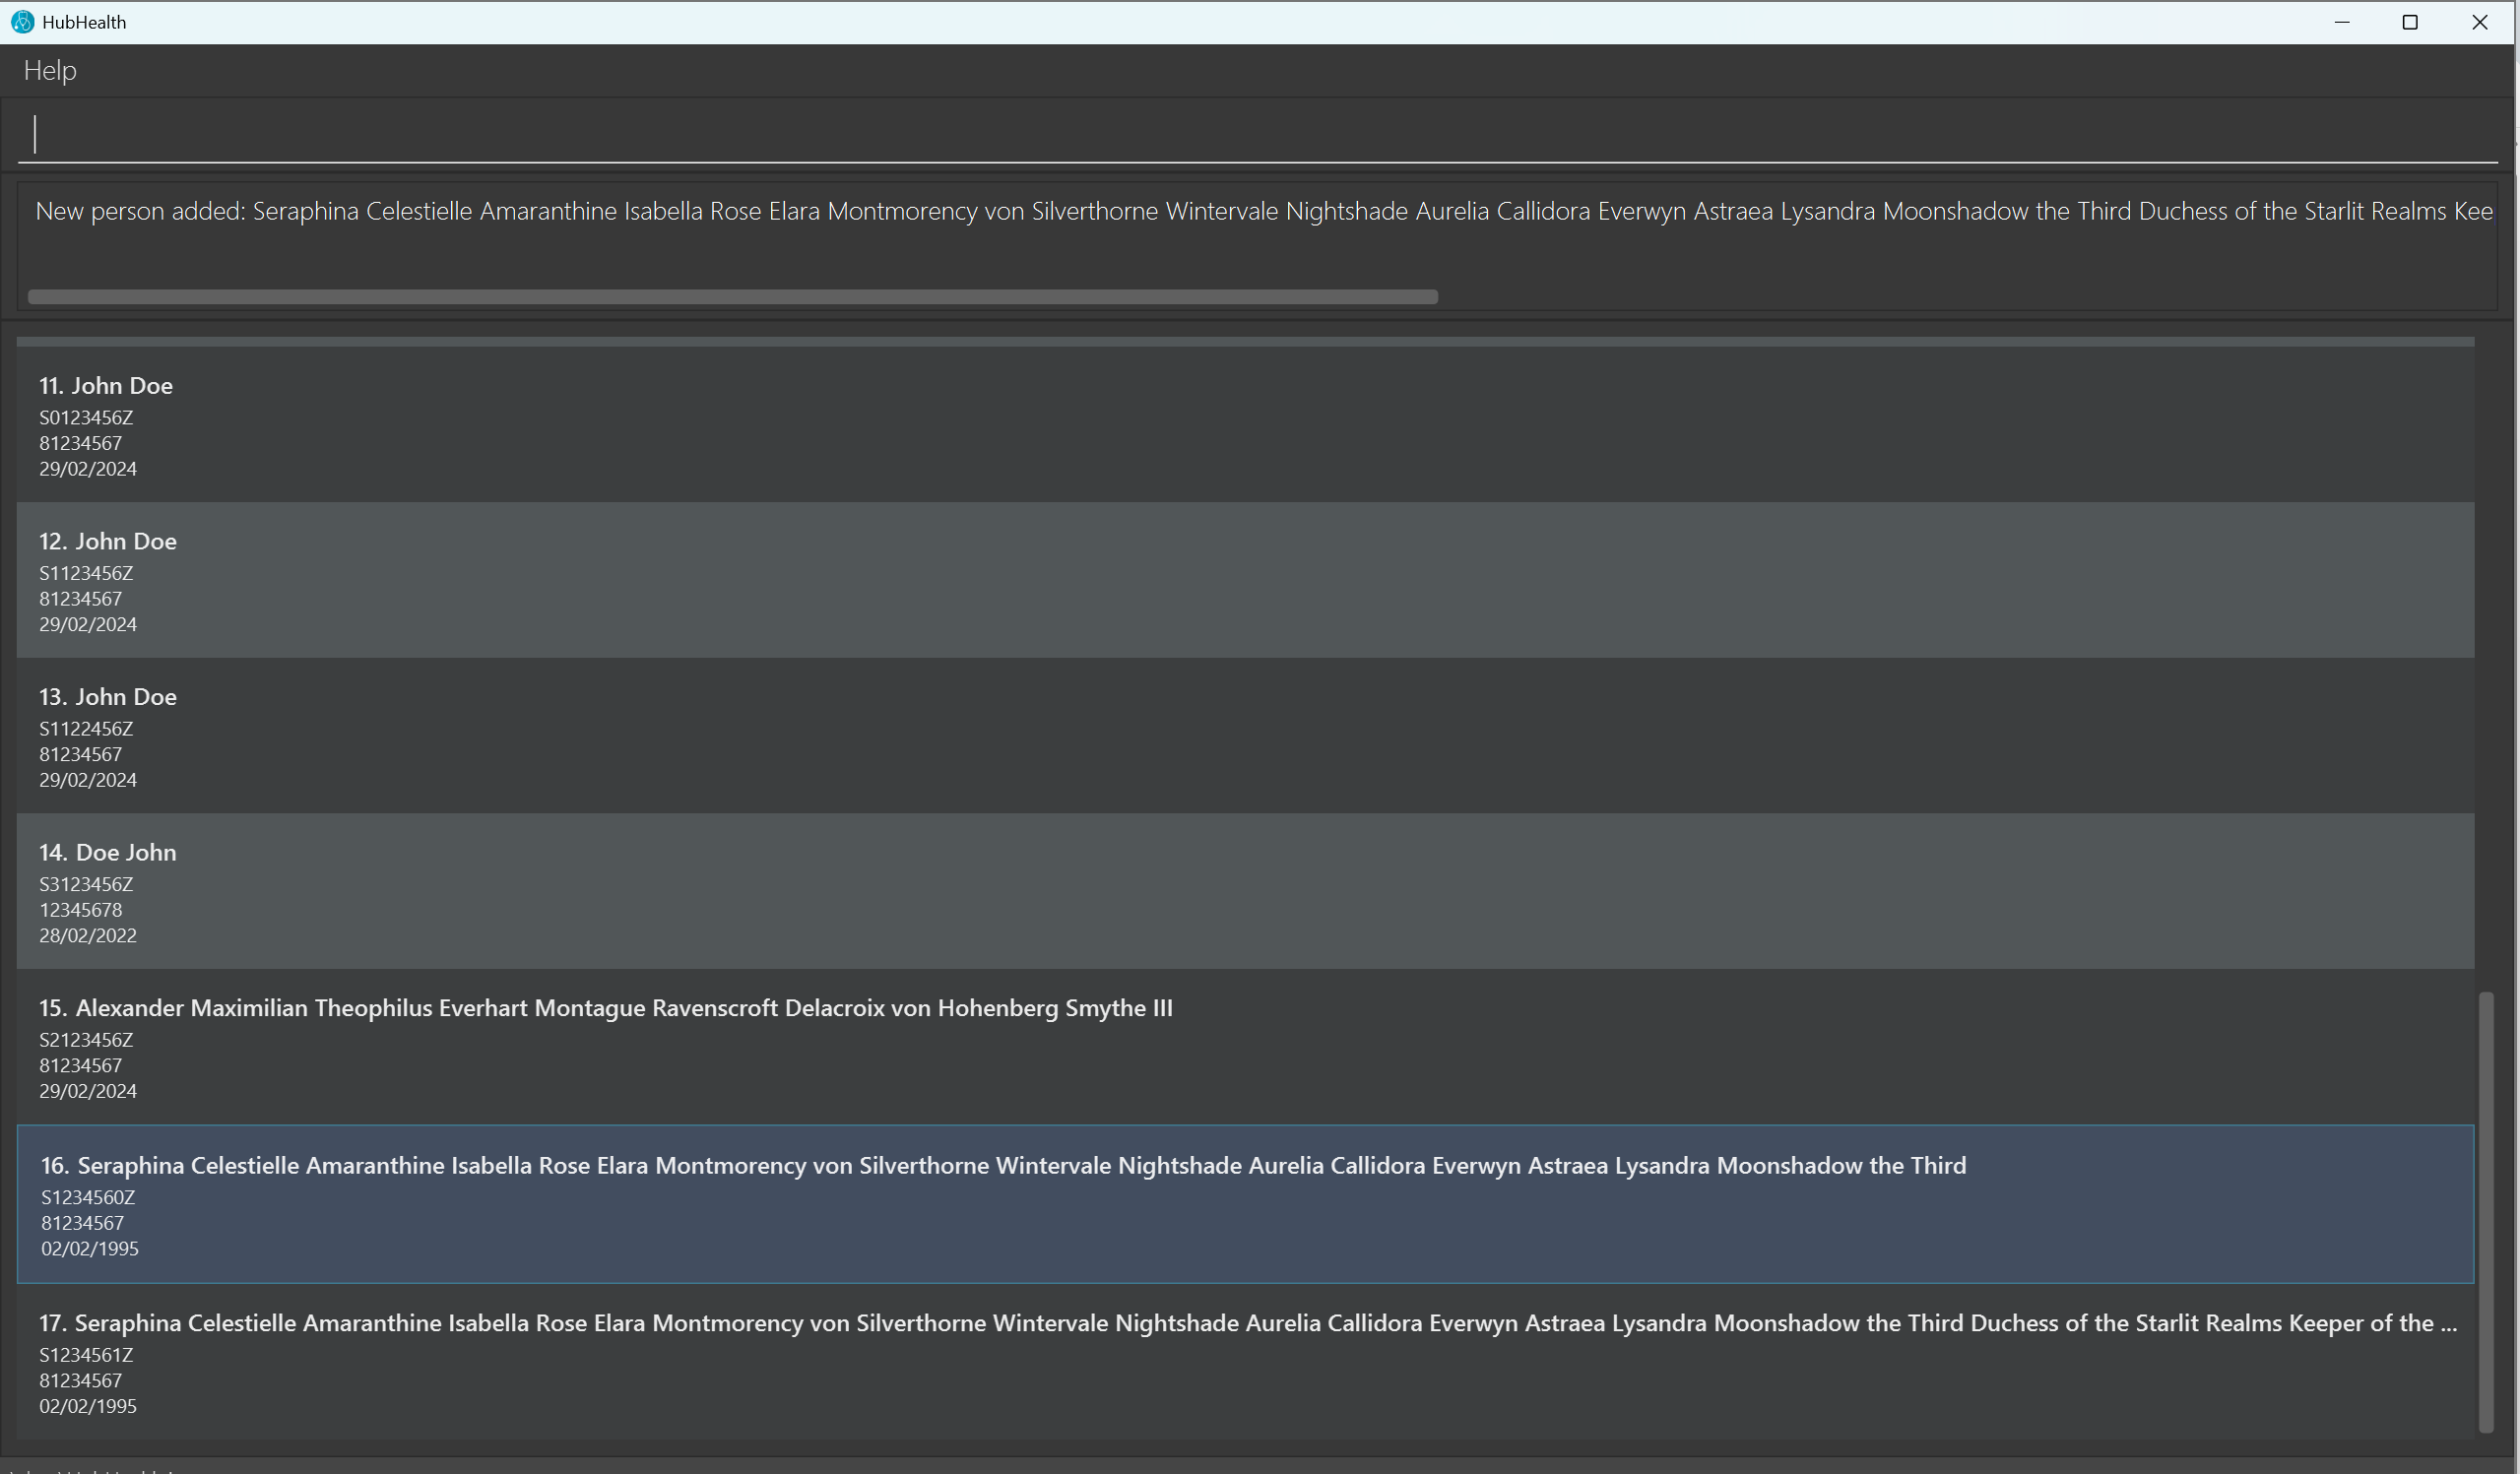 HubHealth
Help
New person added: Seraphina Celestielle Amaranthine Isabella Rose Elara Montmorency von Silverthorne Wintervale Nightshade Aurelia Callidora Everwyn Astraea Lysandra Moonshadow the Third Duchess of the Starlit Realms Kee
11. John Doe
S0123456Z
81234567
29/02/2024
12. John Doe
S1123456Z
81234567
29/02/2024
13. John Doe
S1122456Z
81234567
29/02/2024
14. Doe John
S3123456Z
12345678
28/02/2022
15. Alexander Maximilian Theophilus Everhart Montague Ravenscroft Delacroix von Hohenberg Smythe III
S2123456Z
81234567
29/02/2024
16. Seraphina Celestielle Amaranthine Isabella Rose Elara Montmorency von Silverthorne Wintervale Nightshade Aurelia Callidora Everwyn Astraea Lysandra Moonshadow the Third
S1234560Z
81234567
02/02/1995
17. Seraphina Celestielle Amaranthine Isabella Rose Elara Montmorency von Silverthorne Wintervale Nightshade Aurelia Callidora Everwyn Astraea Lysandra Moonshadow the Third Duchess of the Starlit Realms Keeper of the ...
S1234561Z
81234567
02/02/1995